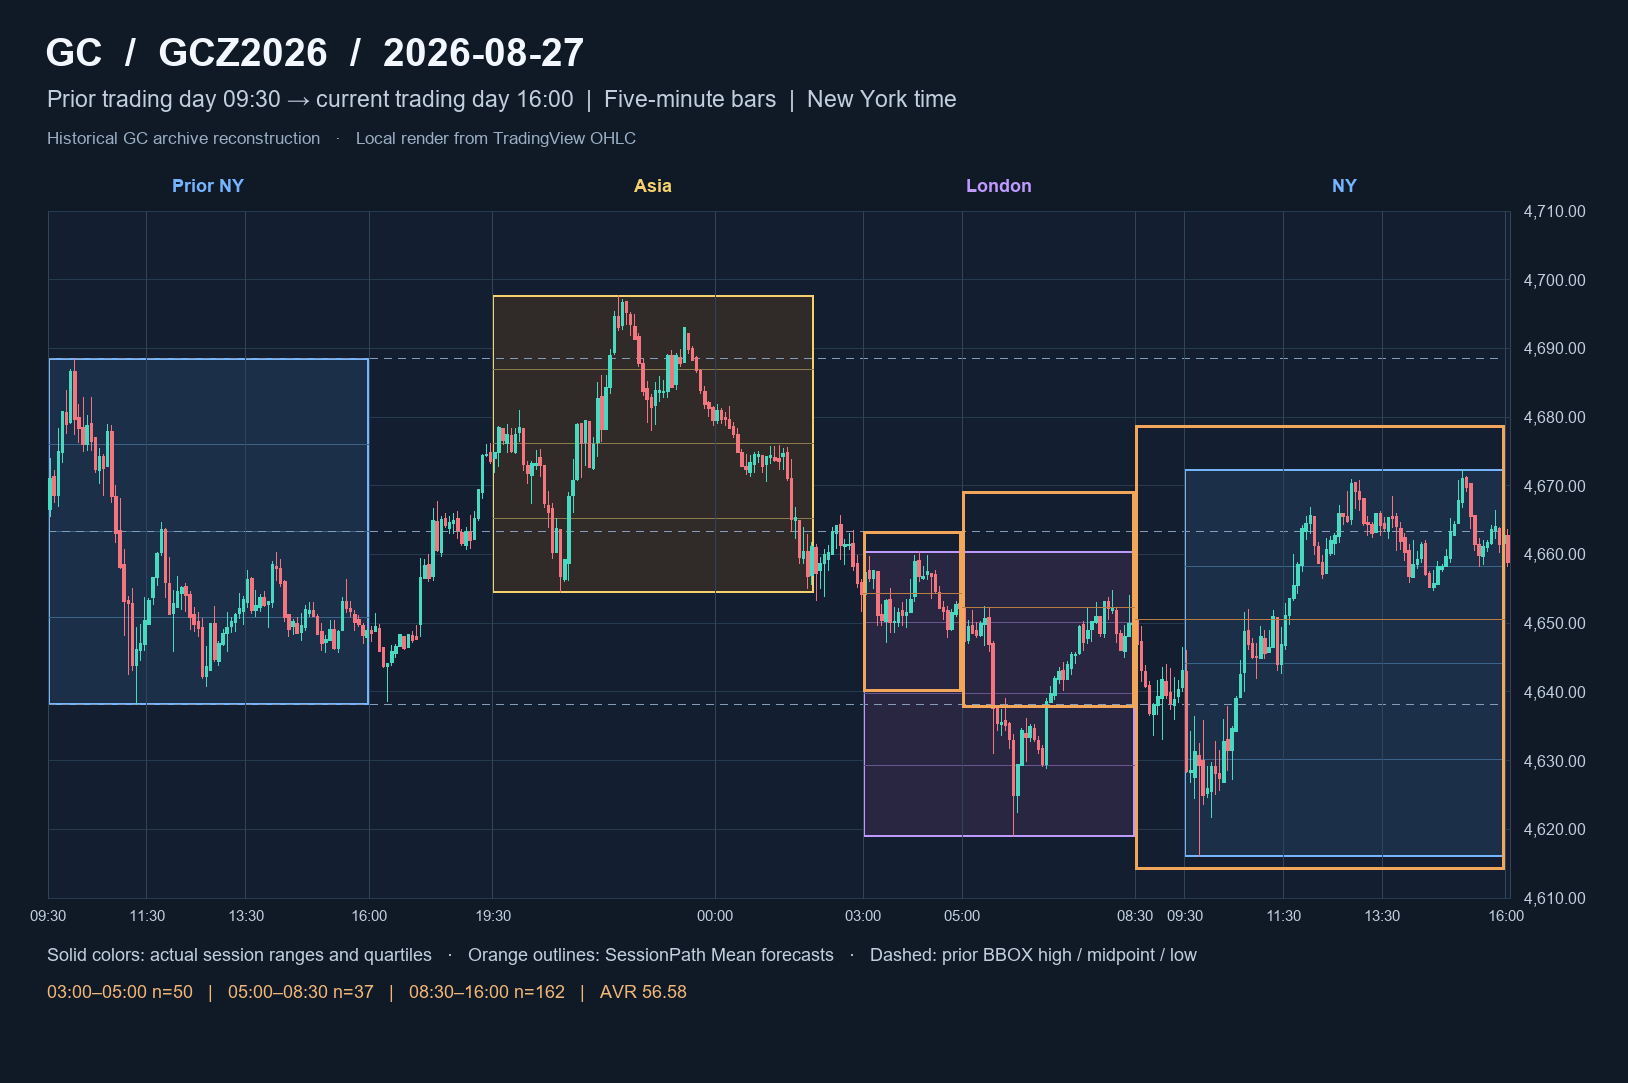 GC / GCZ2026 / 2026-08-27
Prior trading day 09:30 → current trading day 16:00 | Five-minute bars | New York time
Historical GC archive reconstruction · Local render from TradingView OHLC
Prior NY Asia London NY
4,710.00
4,700.00
4,690.00
4,680.00
4,670.00
4,660.00
4,650.00
4,640.00
4,630.00
4,620.00
4,610.00
09:30 11:30 13:30 16:00 19:30 00:00 03:00 05:00 08:30 09:30 11:30 13:30 16:00
Solid colors: actual session ranges and quartiles · Orange outlines: SessionPath Mean forecasts · Dashed: prior BBOX high / midpoint / low
03:00–05:00 n=50 | 05:00–08:30 n=37 | 08:30–16:00 n=162 | AVR 56.58